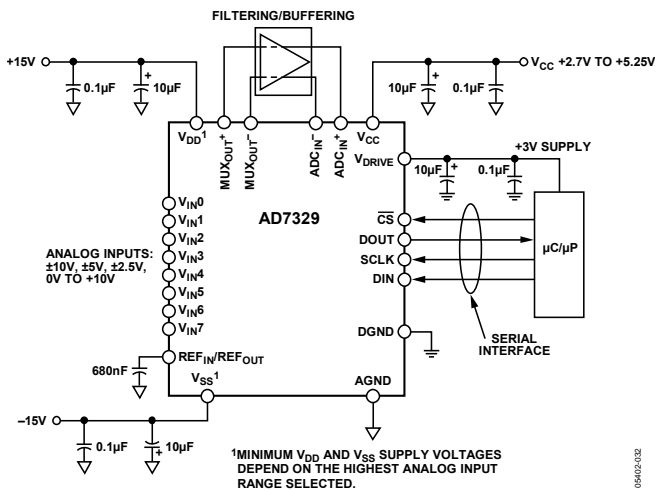 FILTERING/BUFFERING
+15V
0.1µF
+
10µF
VCC +2.7V TO +5.25V
10µF
+
0.1µF
VDD1
MUXOUT+
MUXOUT–
ADCIN–
ADCIN+
VCC
VDRIVE
+3V SUPPLY
10µF
+
0.1µF
AD7329
VIN0
VIN1
VIN2
VIN3
VIN4
VIN5
VIN6
VIN7
ANALOG INPUTS:
±10V, ±5V, ±2.5V,
0V TO +10V
CS
DOUT
SCLK
DIN
µC/µP
DGND
SERIAL
INTERFACE
REFIN/REFOUT
680nF
VSS1
AGND
–15V
0.1µF
10µF
+
1MINIMUM VDD AND VSS SUPPLY VOLTAGES
DEPEND ON THE HIGHEST ANALOG INPUT
RANGE SELECTED.
05402-032